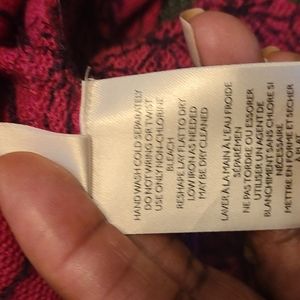 HAND WASH COLD SEPARATELY
DO NOT WRING OR TWIST
USE ONLY NON-CHLORINE
BLEACH
RESHAPE LAY FLAT TO DRY
LOW IRON AS NEEDED
MAY BE DRY CLEANED
LAVER À LA MAIN À L'EAU FROIDE
SÉPARÉMENT
NE PAS TORDRE OU ESSORER
UTILISER UN AGENT DE
BLANCHIMENT SANS CHLORE SI
NÉCESSAIRE
METTRE EN FORME ET SÉCHER
À PLAT